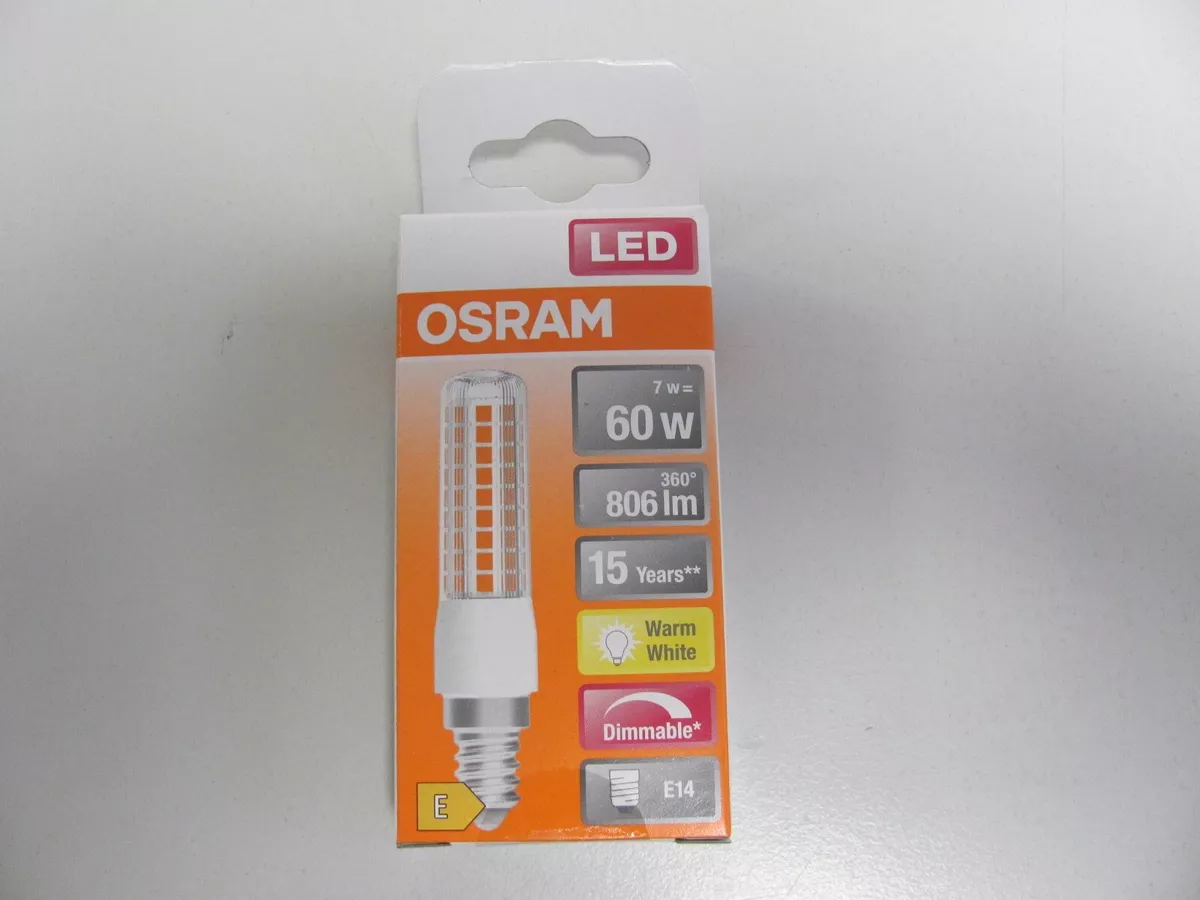 LED
OSRAM
7 w=
60 w
360°
806 lm
15 Years**
Warm
White
Dimmable*
E14
E